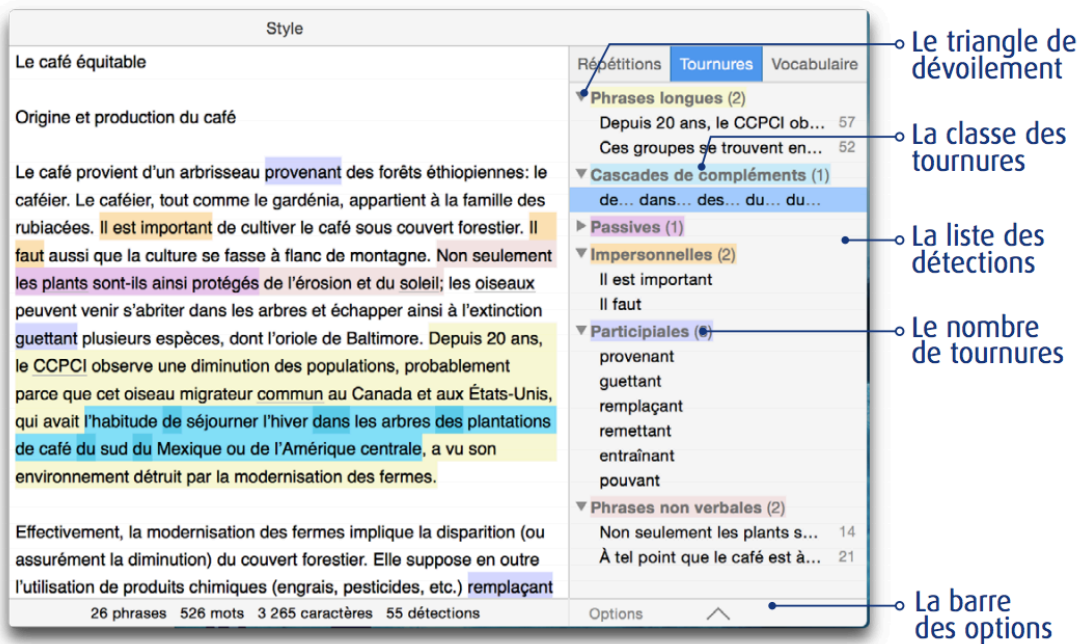 Style
Le café équitable
Origine et production du café
Le café provient d'un arbrisseau provenant des forêts éthiopiennes: le
caféier. Le caféier, tout comme le gardénia, appartient à la famille des
rubiacées. Il est important de cultiver le café sous couvert forestier. Il
faut aussi que la culture se fasse à flanc de montagne. Non seulement
les plants sont-ils ainsi protégés de l'érosion et du soleil; les oiseaux
peuvent venir s'abriter dans les arbres et échapper ainsi à l'extinction
guettant plusieurs espèces, dont l'oriole de Baltimore. Depuis 20 ans,
le CCPCI observe une diminution des populations, probablement
parce que cet oiseau migrateur commun au Canada et aux États-Unis,
qui avait l'habitude de séjourner l'hiver dans les arbres des plantations
de café du sud du Mexique ou de l'Amérique centrale, a vu son
environnement détruit par la modernisation des fermes.
Effectivement, la modernisation des fermes implique la disparition (ou
assurément la diminution) du couvert forestier. Elle suppose en outre
l'utilisation de produits chimiques (engrais, pesticides, etc.) remplaçant
26 phrases 526 mots 3 265 caractères 55 détections
Répétitions Tournures Vocabulaire
Phrases longues (2)
Depuis 20 ans, le CCPCI ob... 57
Ces groupes se trouvent en... 52
Cascades de compléments (1)
de... dans... des... du... du...
Passives (1)
Impersonnelles (2)
Il est important
Il faut
Participiales
provenant
guettant
remplaçant
remettant
entraînant
pouvant
Phrases non verbales (2)
Non seulement les plants s... 14
À tel point que le café est à... 21
Options
Le triangle de
dévoilement
La classe des
tournures
La liste des
détections
Le nombre
de tournures
La barre
des options